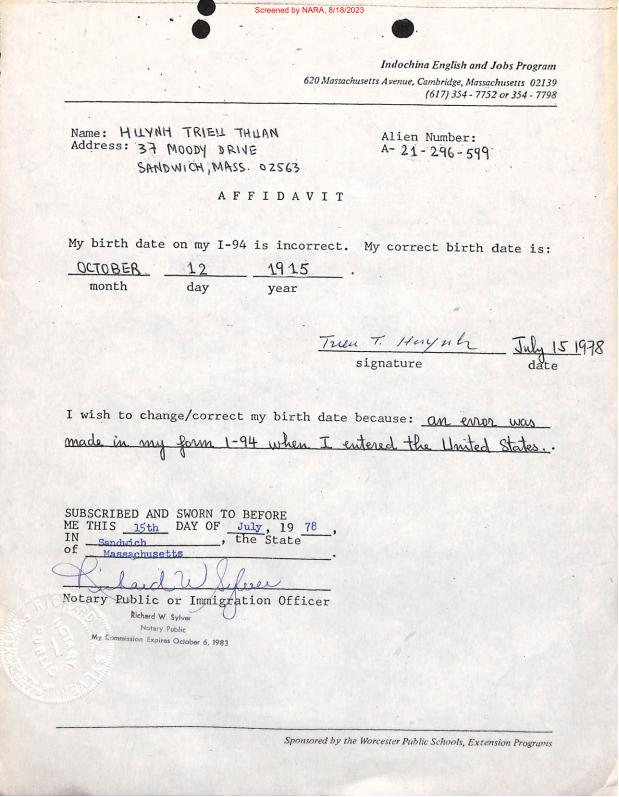 Screened by NARA, 8/18/2023
Indochina English and Jobs Program
620 Massachusetts Avenue, Cambridge, Massachusetts 02139
(617) 354 - 7752 or 354 - 7798
Name: HUYNH TRIEU THUAN
Address: 37 MOODY DRIVE
SANDWICH, MASS. 02563
Alien Number:
A- 21-296-599
AFFIDAVIT
My birth date on my I-94 is incorrect. My correct birth date is:
OCTOBER 12 1915 .
month day year
Trieu T. Huynh July 15 1978
signature date
I wish to change/correct my birth date because: an error was
made in my form I-94 when I entered the United States. .
SUBSCRIBED AND SWORN TO BEFORE
ME THIS 15th DAY OF July, 19 78,
IN Sandwich, the State
of Massachusetts.
Richard W Sylver
Notary Public or Immigration Officer
Richard W. Sylver
Notary Public
My Commission Expires October 6, 1983
Sponsored by the Worcester Public Schools, Extension Programs